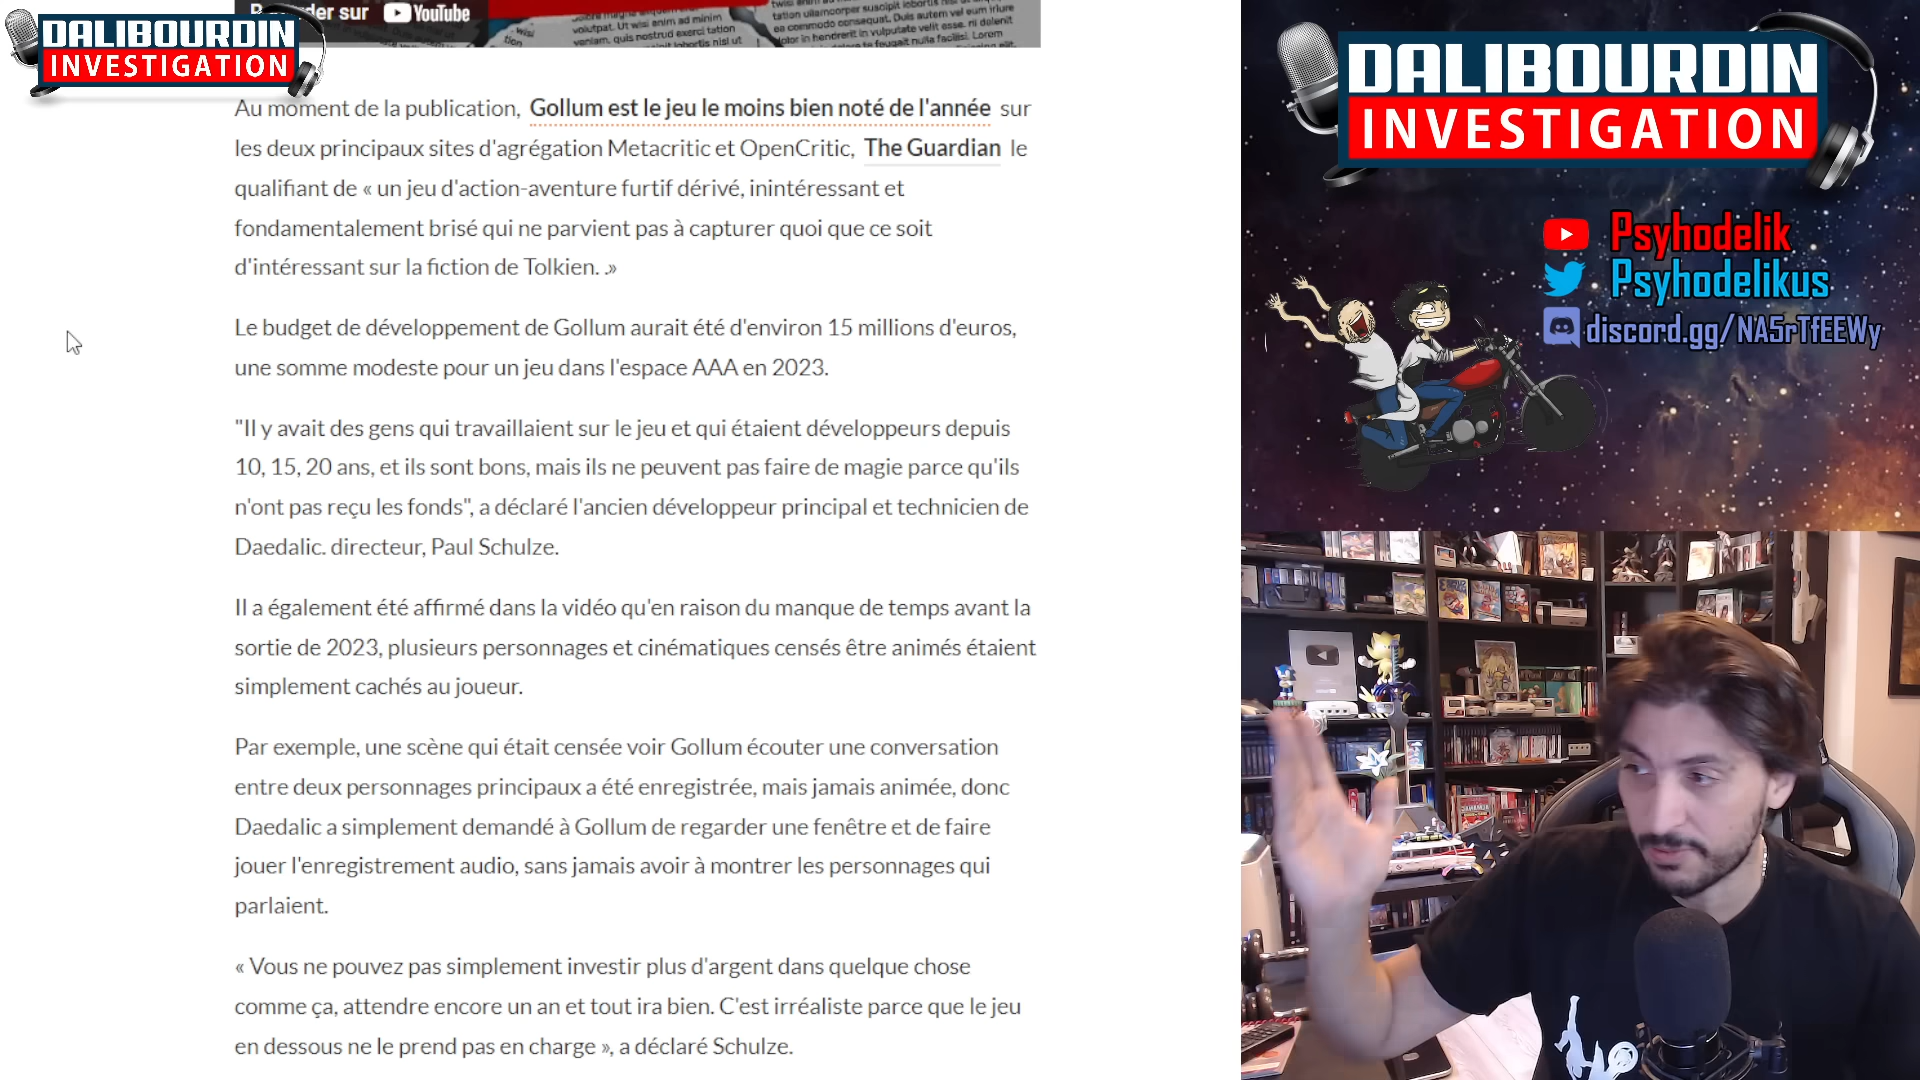 Regarder sur YouTube
DALIBOURDIN
INVESTIGATION
Au moment de la publication, Gollum est le jeu le moins bien noté de l'année sur
les deux principaux sites d'agrégation Metacritic et OpenCritic, The Guardian le
qualifiant de « un jeu d'action-aventure furtif dérivé, inintéressant et
fondamentalement brisé qui ne parvient pas à capturer quoi que ce soit
d'intéressant sur la fiction de Tolkien. .»
Le budget de développement de Gollum aurait été d'environ 15 millions d'euros,
une somme modeste pour un jeu dans l'espace AAA en 2023.
"Il y avait des gens qui travaillaient sur le jeu et qui étaient développeurs depuis
10, 15, 20 ans, et ils sont bons, mais ils ne peuvent pas faire de magie parce qu'ils
n'ont pas reçu les fonds", a déclaré l'ancien développeur principal et technicien de
Daedalic. directeur, Paul Schulze.
Il a également été affirmé dans la vidéo qu'en raison du manque de temps avant la
sortie de 2023, plusieurs personnages et cinématiques censés être animés étaient
simplement cachés au joueur.
Par exemple, une scène qui était censée voir Gollum écouter une conversation
entre deux personnages principaux a été enregistrée, mais jamais animée, donc
Daedalic a simplement demandé à Gollum de regarder une fenêtre et de faire
jouer l'enregistrement audio, sans jamais avoir à montrer les personnages qui
parlaient.
« Vous ne pouvez pas simplement investir plus d'argent dans quelque chose
comme ça, attendre encore un an et tout ira bien. C'est irréaliste parce que le jeu
en dessous ne le prend pas en charge », a déclaré Schulze.
DALIBOURDIN
INVESTIGATION
Psyhodelik
Psyhodelikus
discord.gg/NA5rTfEEWy